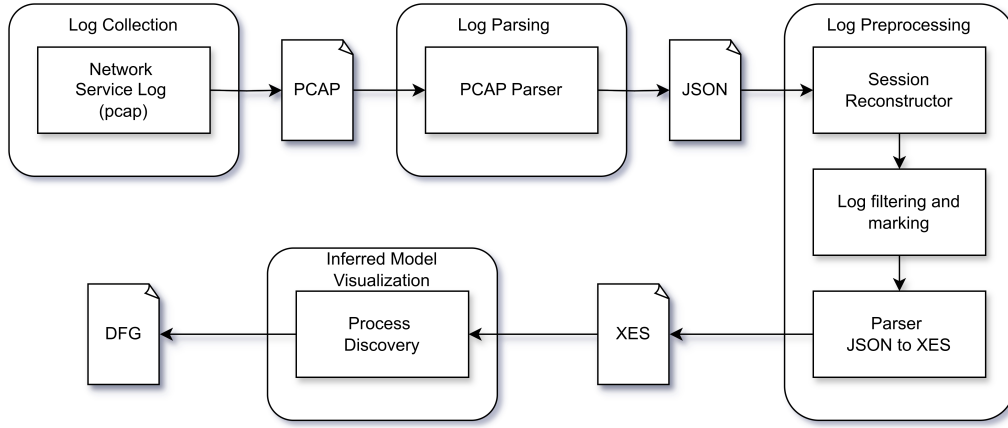 Log Collection
Network
Service Log
(pcap)
PCAP
Log Parsing
PCAP Parser
JSON
Log Preprocessing
Session
Reconstructor
Log filtering and
marking
Parser
JSON to XES
XES
Inferred Model
Visualization
Process
Discovery
DFG